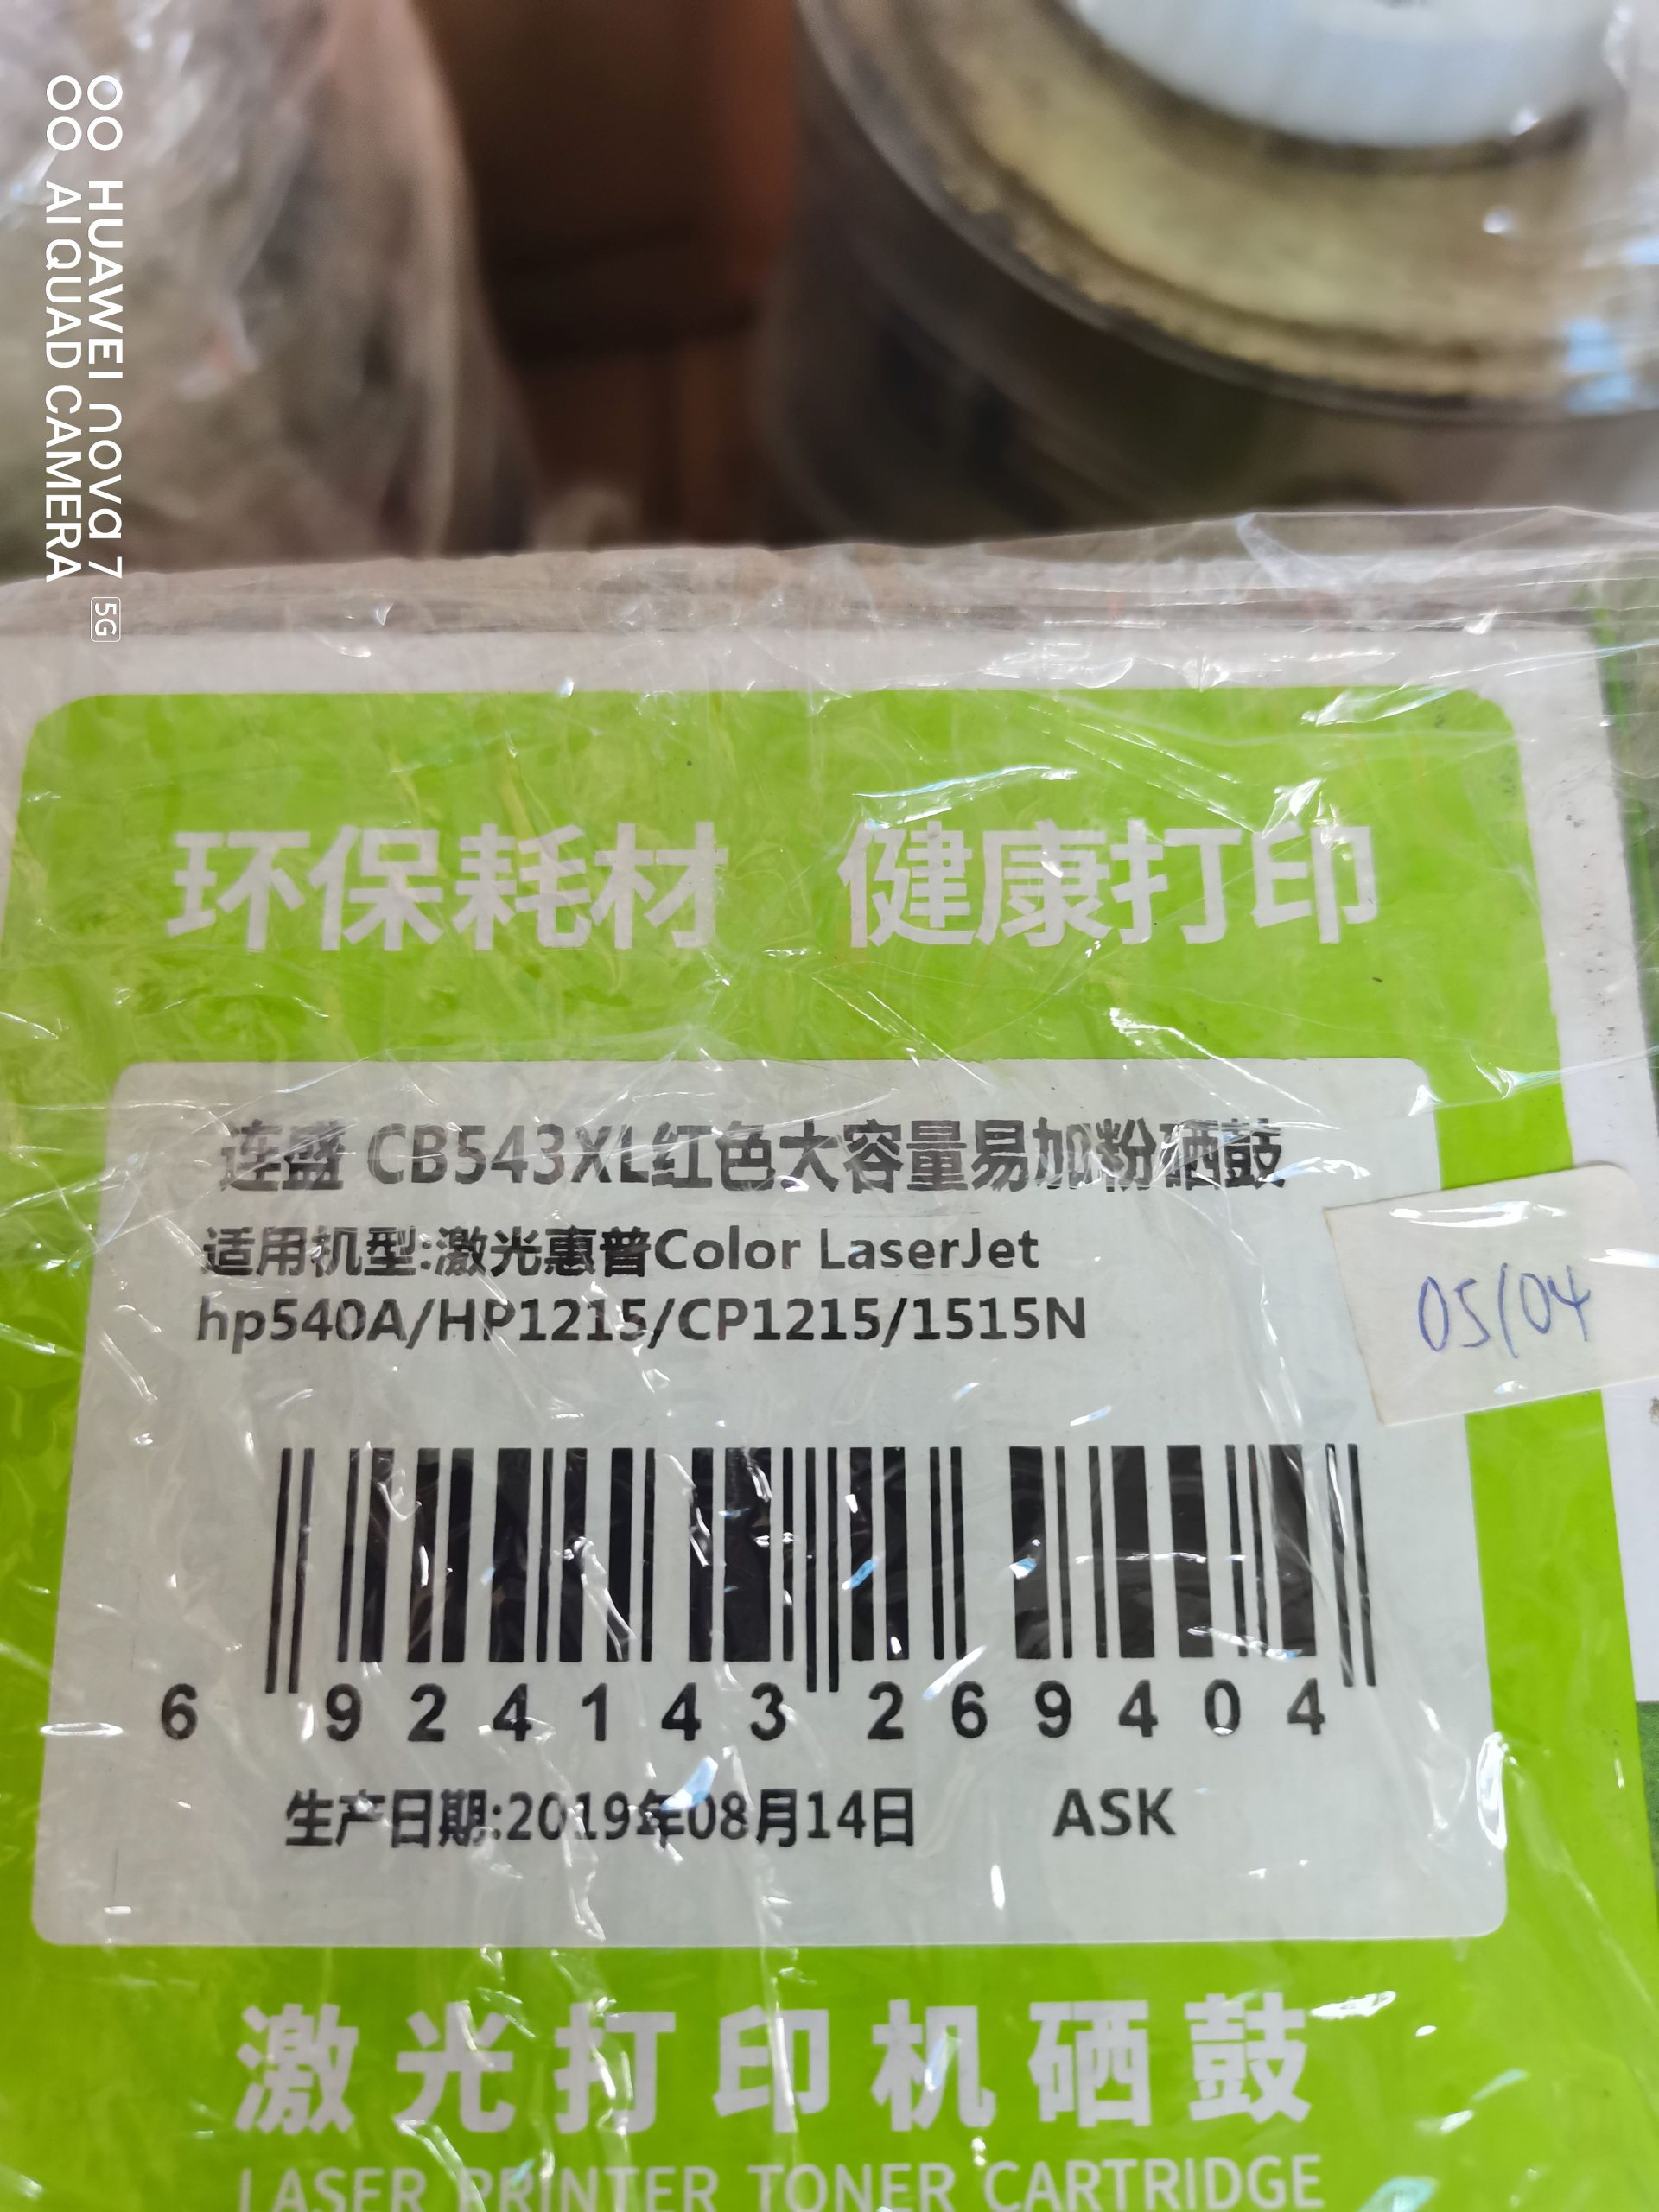 HUAWEI nova 7 5G
AI QUAD CAMERA
环保耗材 健康打印
连盛 CB543XL红色大容量易加粉硒鼓
适用机型:激光惠普Color LaserJet
hp540A/HP1215/CP1215/1515N
05/04
6 924143 269404
生产日期:2019年08月14日 ASK
激光打印机硒鼓
LASER PRINTER TONER CARTRIDGE